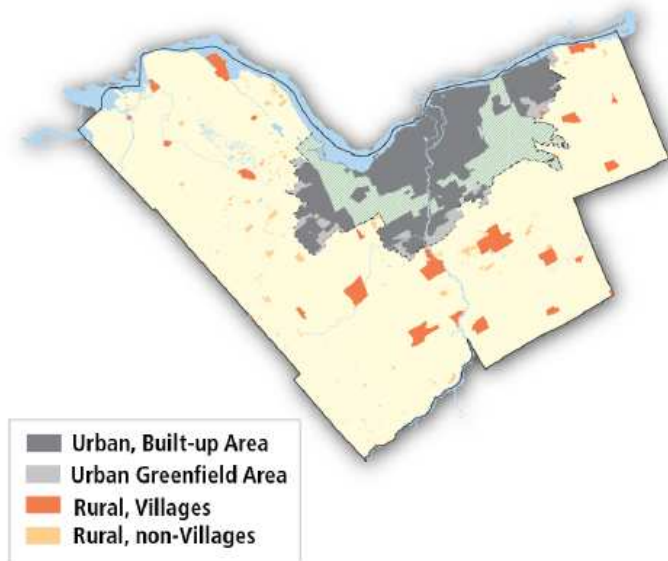 Urban, Built-up Area
Urban Greenfield Area
Rural, Villages
Rural, non-Villages